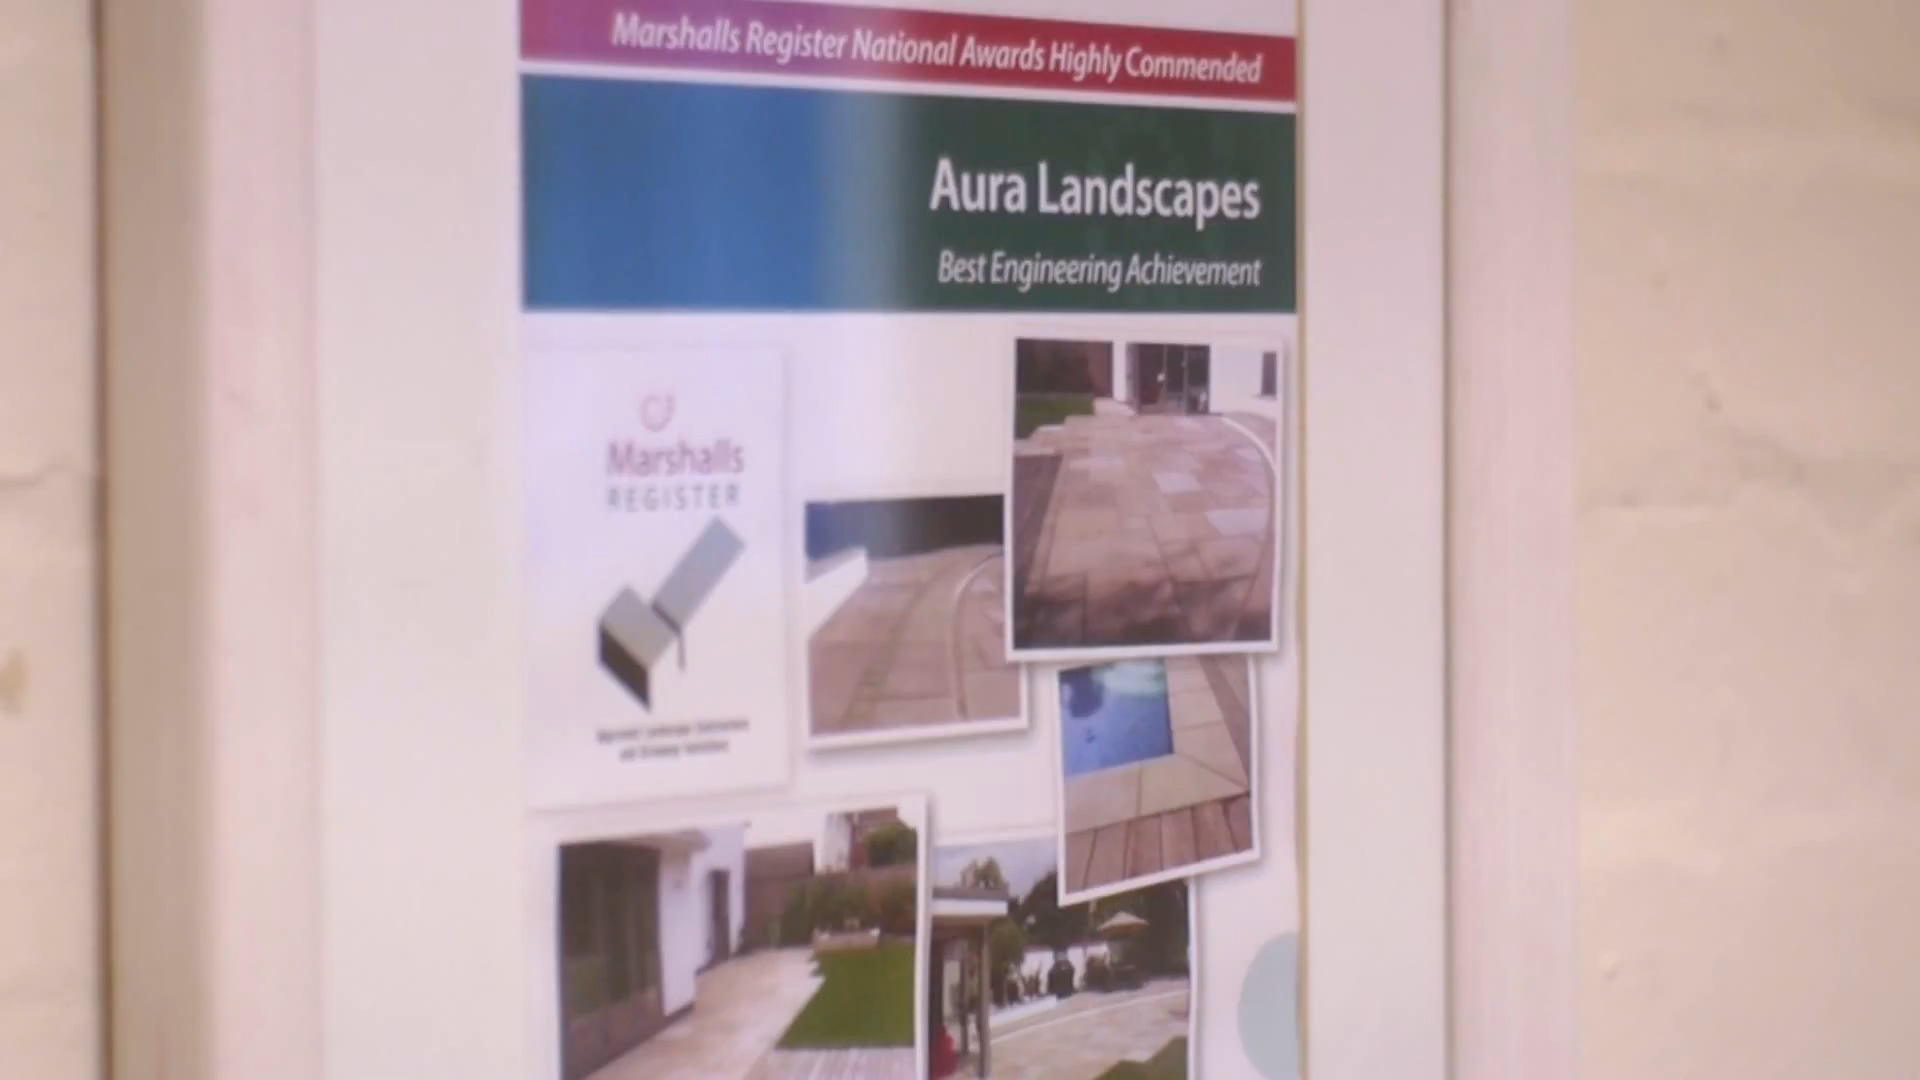 Marshalls Register National Awards Highly Commended
Aura Landscapes
Best Engineering Achievement
Marshalls
REGISTER